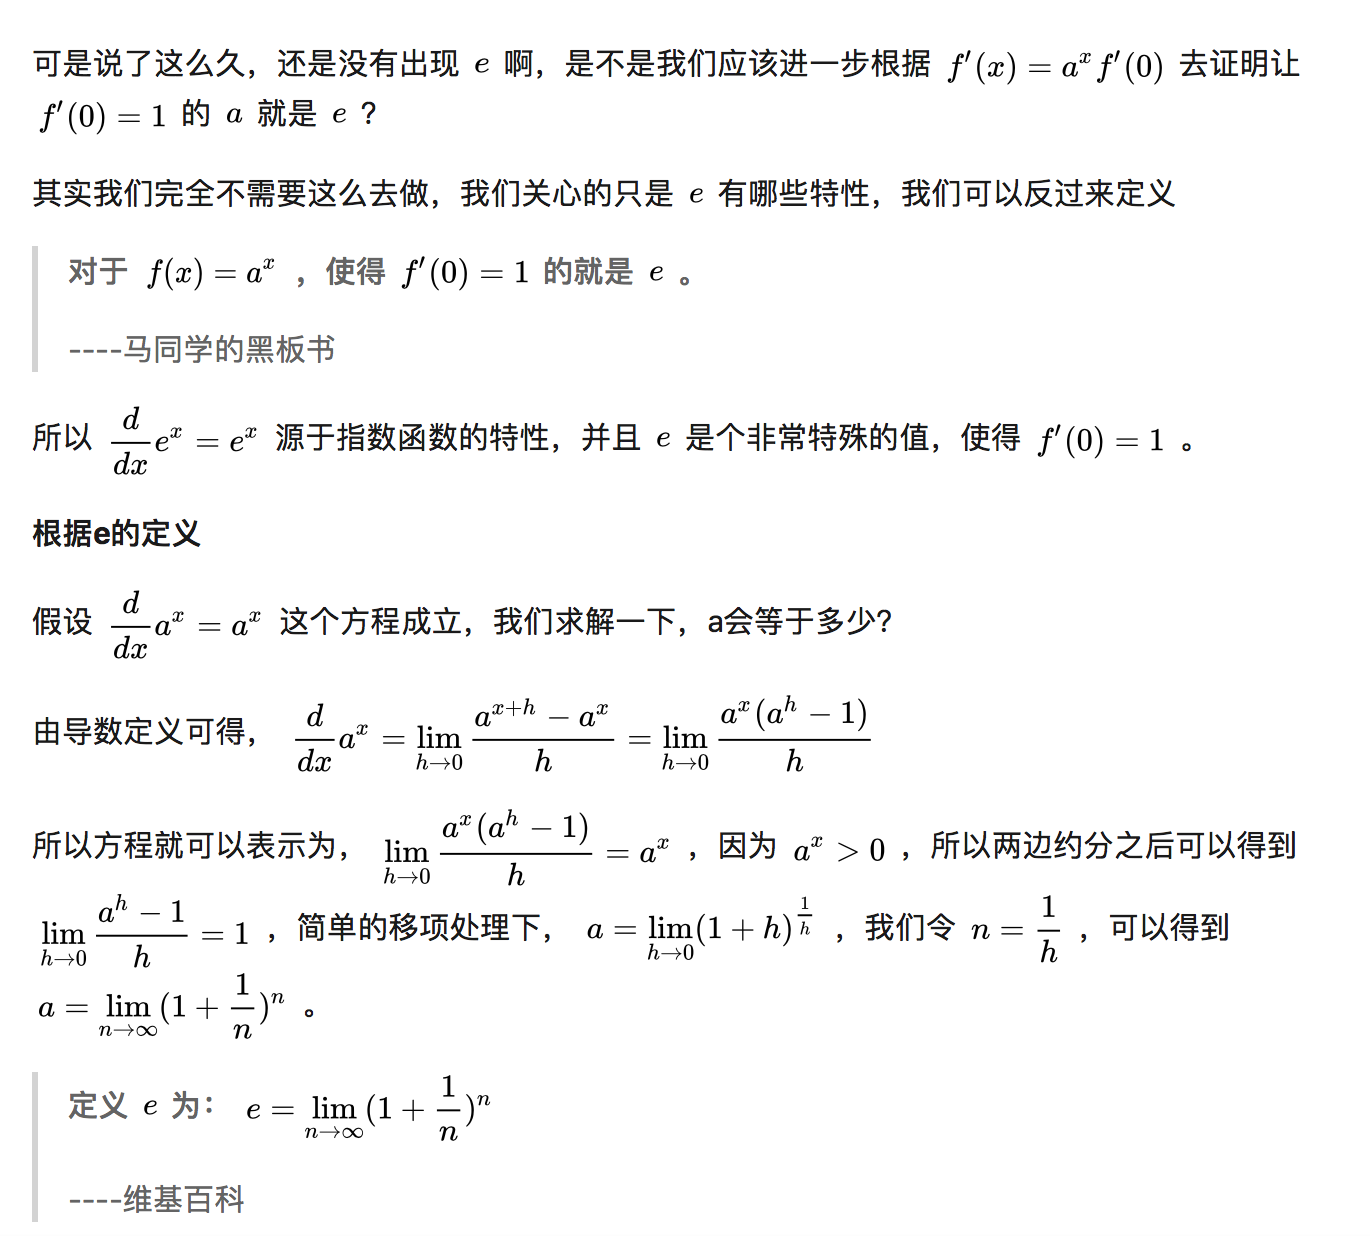 可是说了这么久，还是没有出现 e 啊，是不是我们应该进一步根据 f′(x) = a^x f′(0) 去证明让
f′(0) = 1 的 a 就是 e ？
其实我们完全不需要这么去做，我们关心的只是 e 有哪些特性，我们可以反过来定义
对于 f(x) = a^x ，使得 f′(0) = 1 的就是 e 。
----马同学的黑板书
所以 \frac{d}{dx}e^x = e^x 源于指数函数的特性，并且 e 是个非常特殊的值，使得 f′(0) = 1 。
根据e的定义
假设 \frac{d}{dx}a^x = a^x 这个方程成立，我们求解一下，a会等于多少?
由导数定义可得， \frac{d}{dx}a^x = \lim_{h→0} \frac{a^{x+h} − a^x}{h} = \lim_{h→0} \frac{a^x(a^h − 1)}{h}
所以方程就可以表示为， \lim_{h→0} \frac{a^x(a^h − 1)}{h} = a^x ，因为 a^x > 0 ，所以两边约分之后可以得到
\lim_{h→0} \frac{a^h − 1}{h} = 1 ，简单的移项处理下， a = \lim_{h→0}(1 + h)^{\frac{1}{h}} ，我们令 n = \frac{1}{h} ，可以得到
a = \lim_{n→∞}(1 + \frac{1}{n})^n 。
定义 e 为： e = \lim_{n→∞}(1 + \frac{1}{n})^n
----维基百科